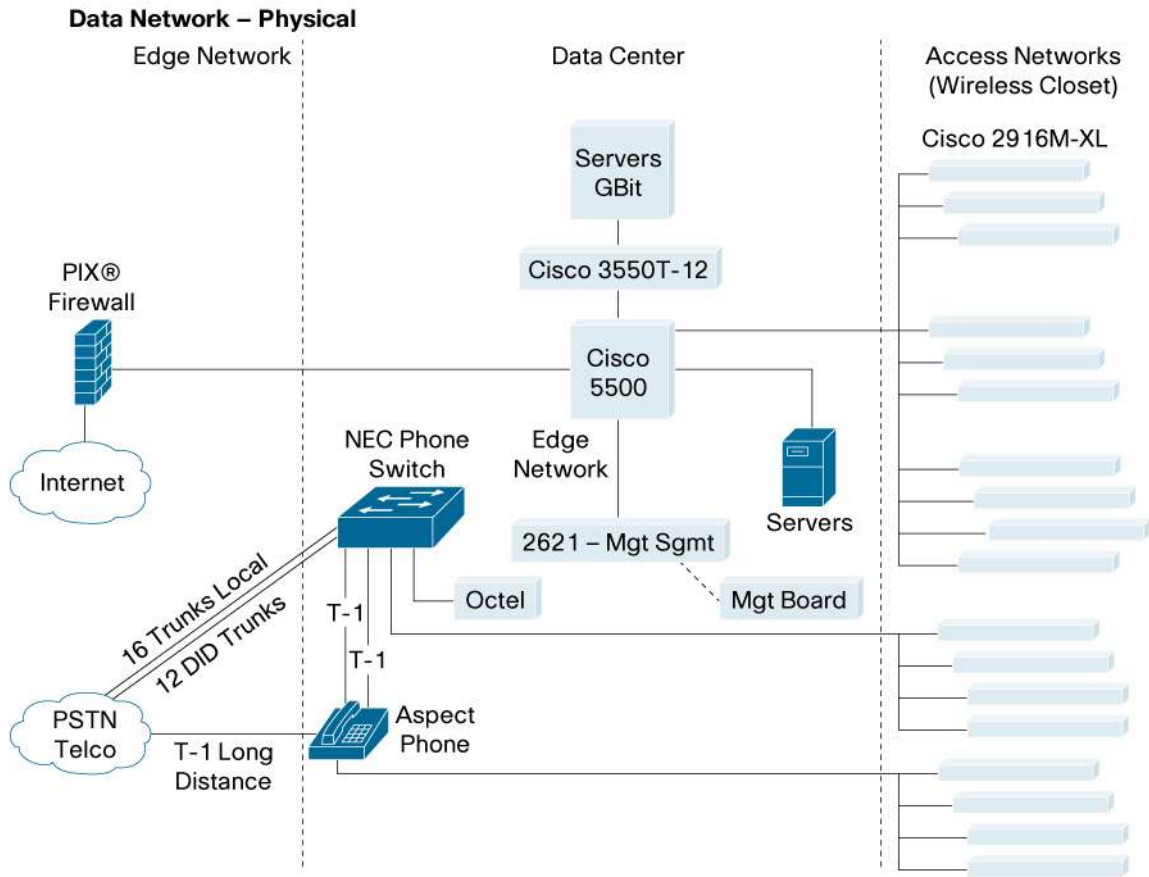 Data Network – Physical
Edge Network
Data Center
Access Networks
(Wireless Closet)
Cisco 2916M-XL
Servers
GBit
Cisco 3550T-12
PIX®
Firewall
Cisco
5500
Internet
NEC Phone
Switch
Edge
Network
Servers
2621 – Mgt Sgmt
Octel
Mgt Board
T-1
T-1
16 Trunks Local
12 DID Trunks
PSTN
Telco
T-1 Long
Distance
Aspect
Phone